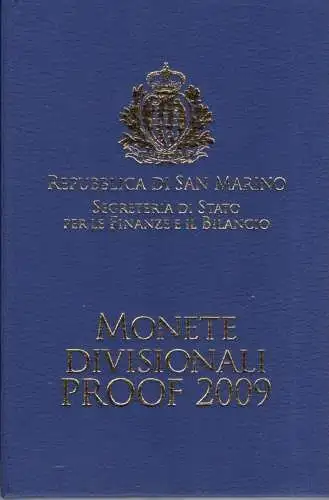 REPUBBLICA DI SAN MARINO
SEGRETERIA DI STATO
PER LE FINANZE E IL BILANCIO
MONETE
DIVISIONALI
PROOF 2009